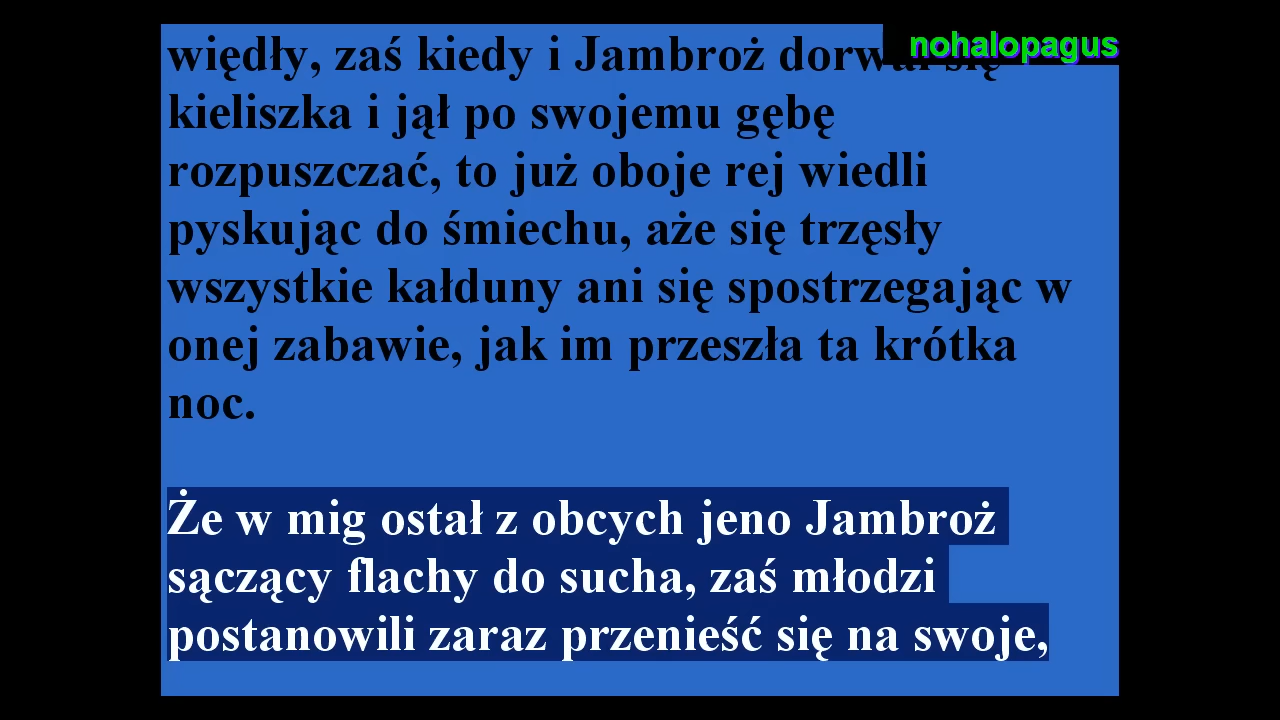 nohalopagus
więdły, zaś kiedy i Jambroż dorwał się
kieliszka i jął po swojemu gębę
rozpuszczać, to już oboje rej wiedli
pyskując do śmiechu, aże się trzęsły
wszystkie kałduny ani się spostrzegając w
onej zabawie, jak im przeszła ta krótka
noc.
Że w mig ostał z obcych jeno Jambroż
sączący flachy do sucha, zaś młodzi
postanowili zaraz przenieść się na swoje,